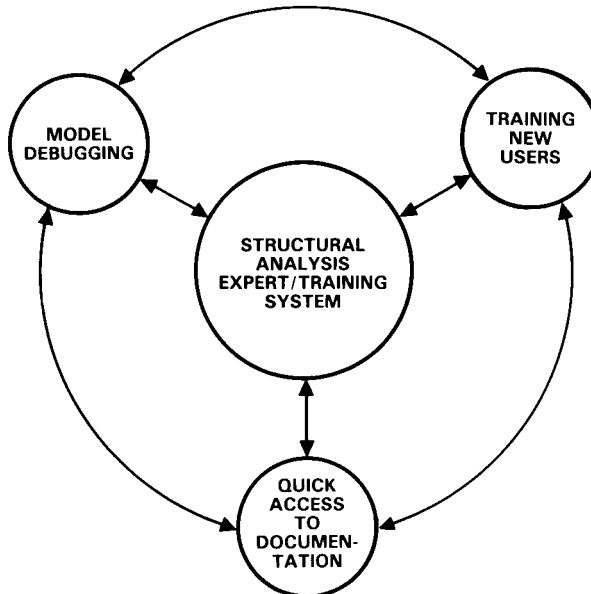 MODEL
DEBUGGING
TRAINING
NEW
USERS
STRUCTURAL
ANALYSIS
EXPERT/TRAINING
SYSTEM
QUICK
ACCESS
TO
DOCUMEN-
TATION